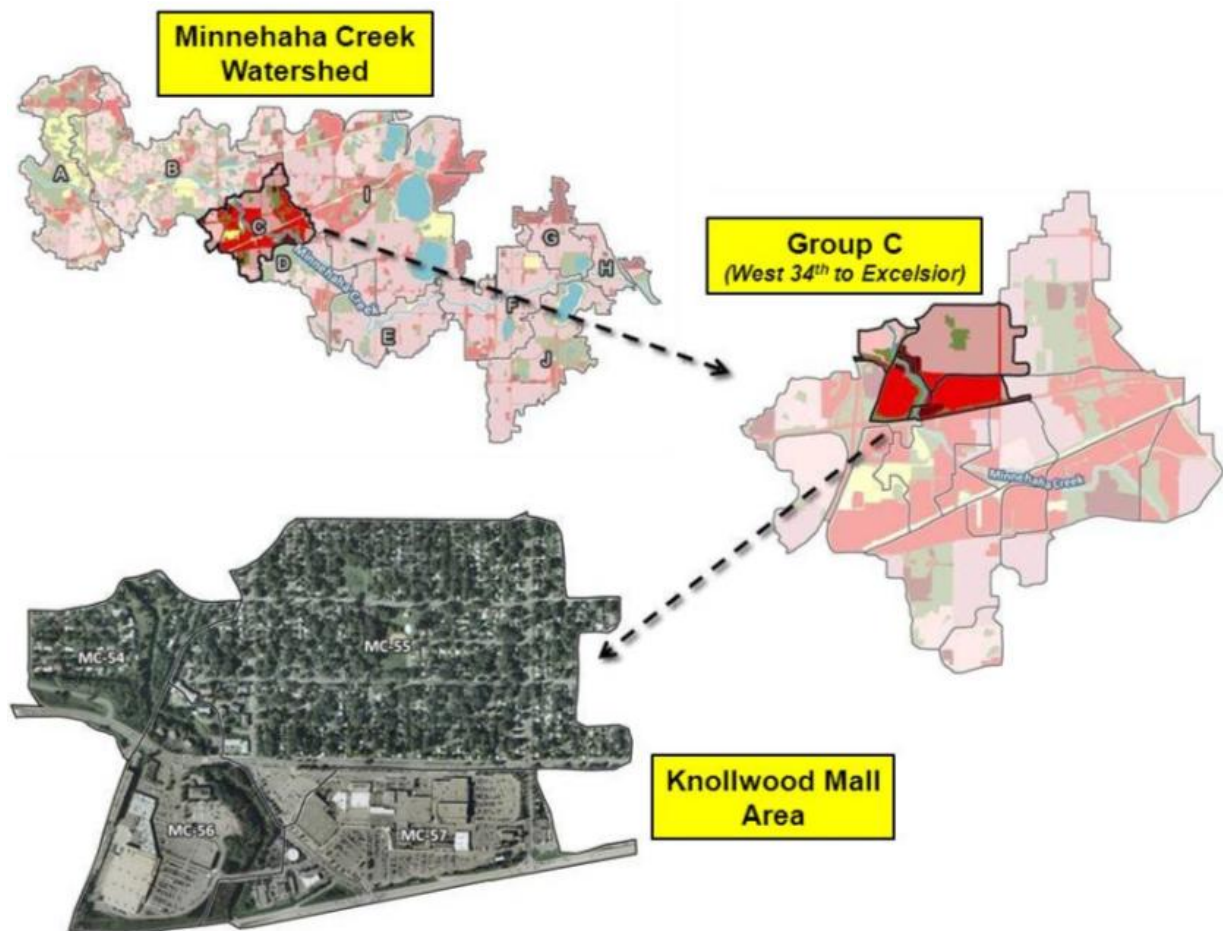 Minnehaha Creek
Watershed
A
B
C
I
D
Minnehaha Creek
G
H
F
E
J
Group C
(West 34th to Excelsior)
Minnehaha Creek
MC-54
MC-55
MC-56
MC-57
Knollwood Mall
Area